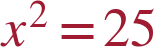 x² = 25